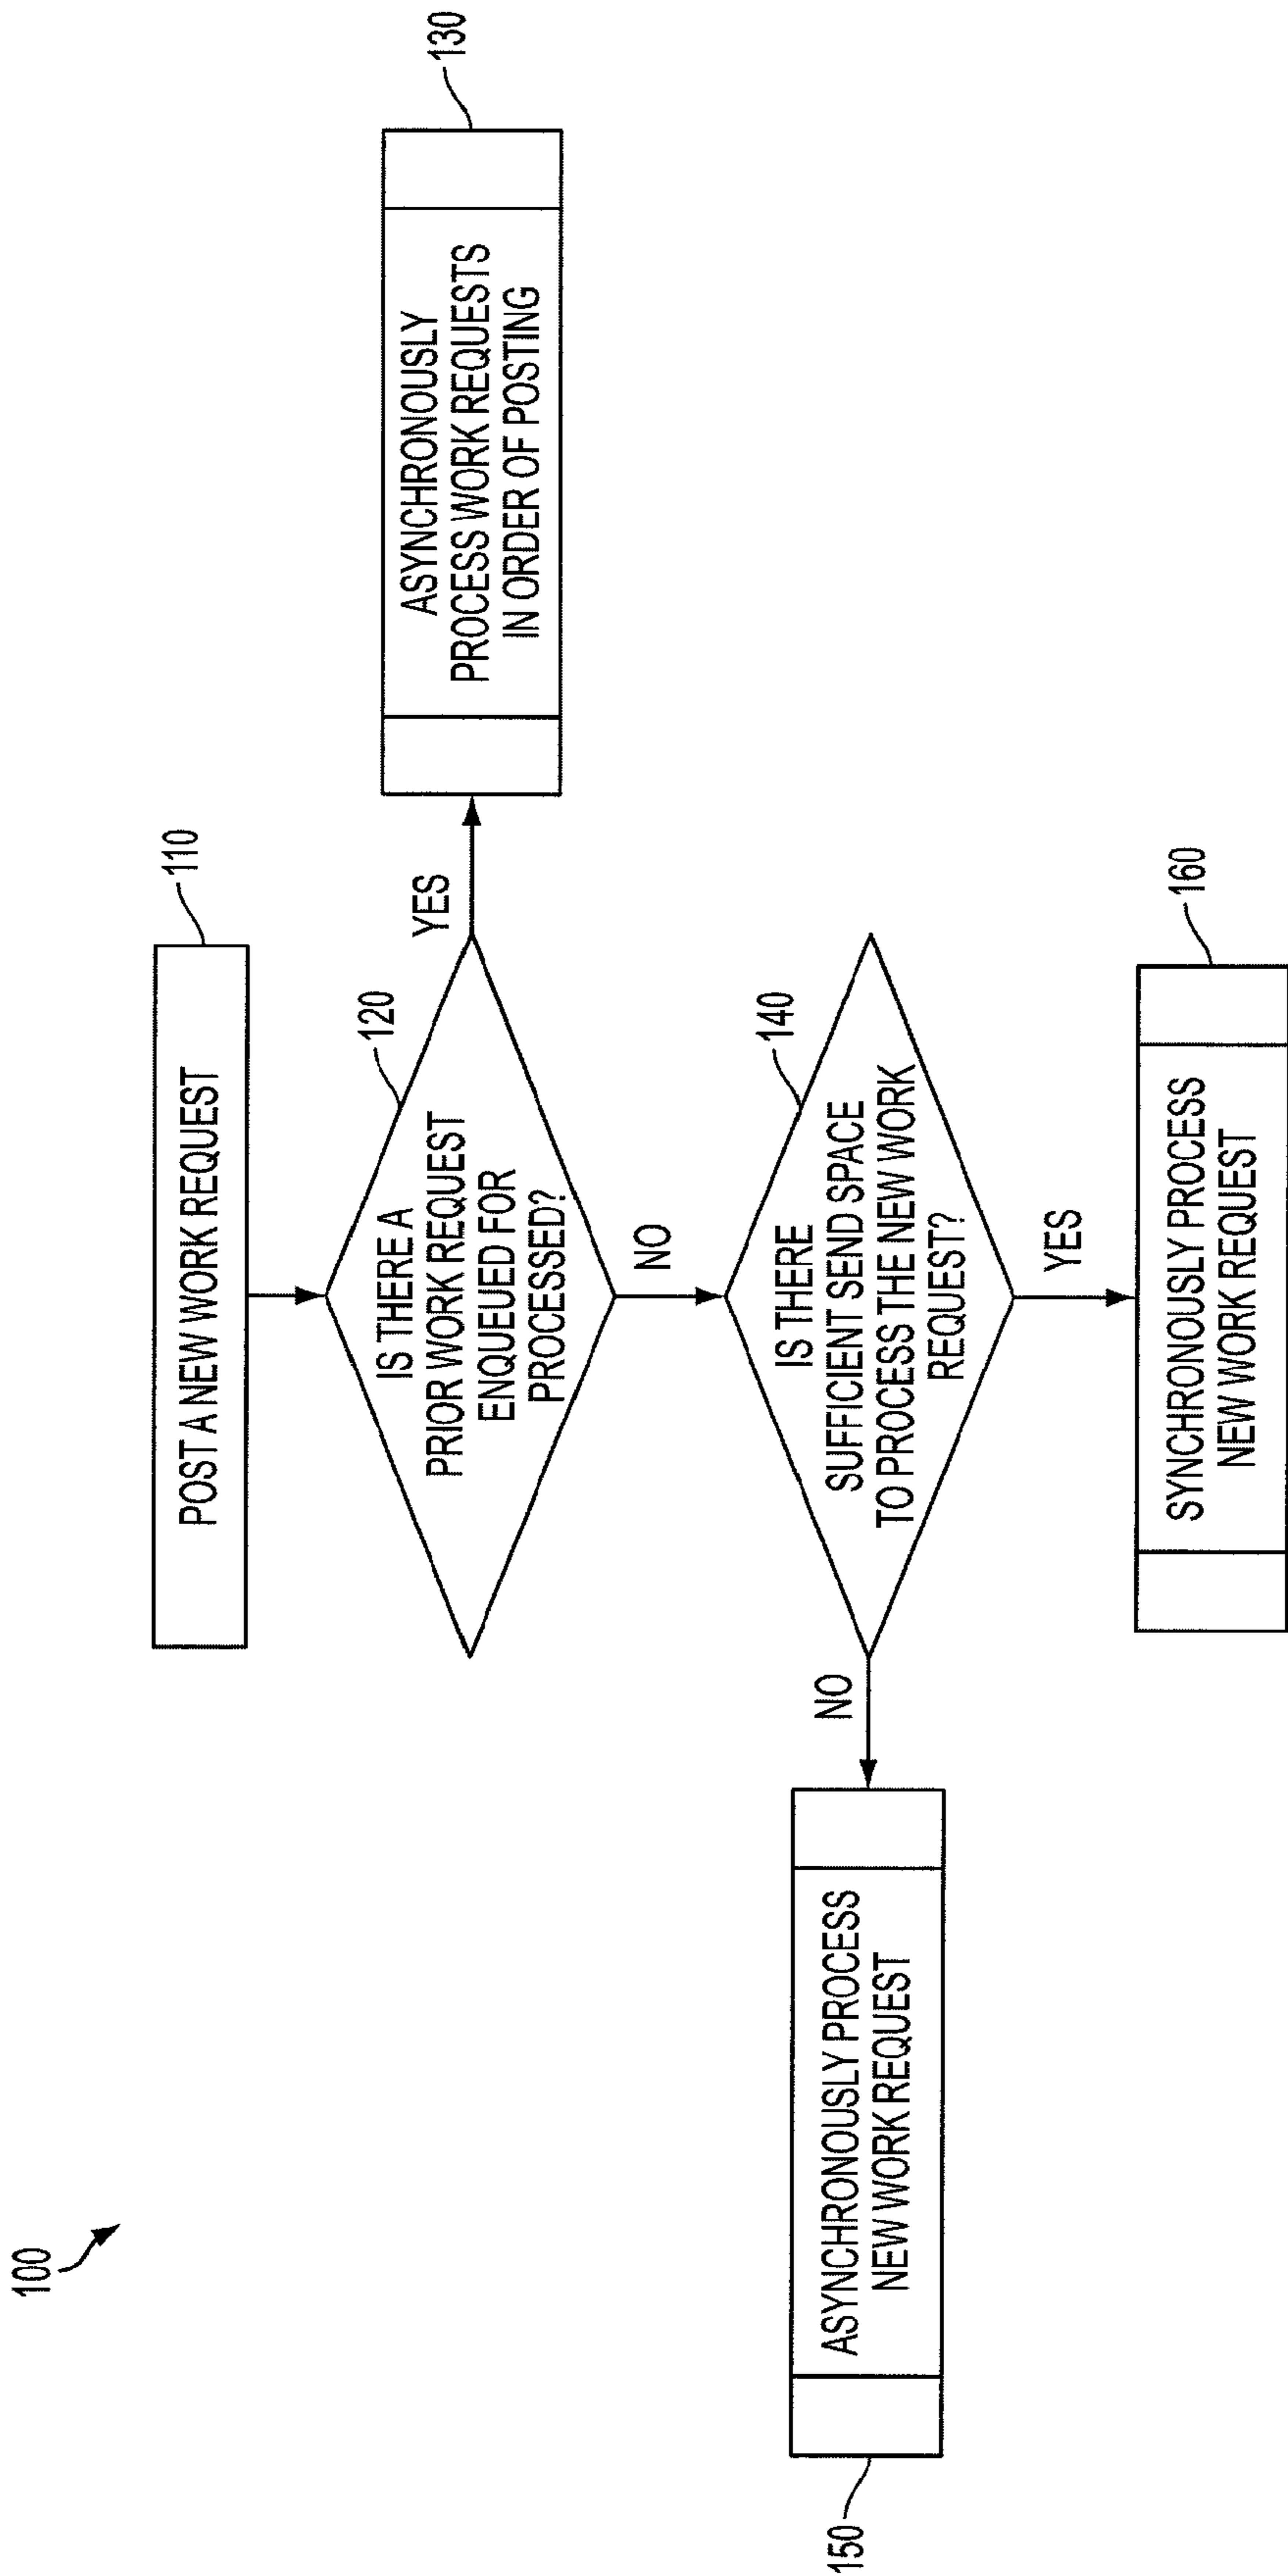 100
POST A NEW WORK REQUEST
110
IS THERE A
PRIOR WORK REQUEST
ENQUEUED FOR
PROCESSED?
120
YES
ASYNCHRONOUSLY
PROCESS WORK REQUESTS
IN ORDER OF POSTING
130
NO
IS THERE
SUFFICIENT SEND SPACE
TO PROCESS THE NEW WORK
REQUEST?
140
NO
ASYNCHRONOUSLY PROCESS
NEW WORK REQUEST
150
YES
SYNCHRONOUSLY PROCESS
NEW WORK REQUEST
160